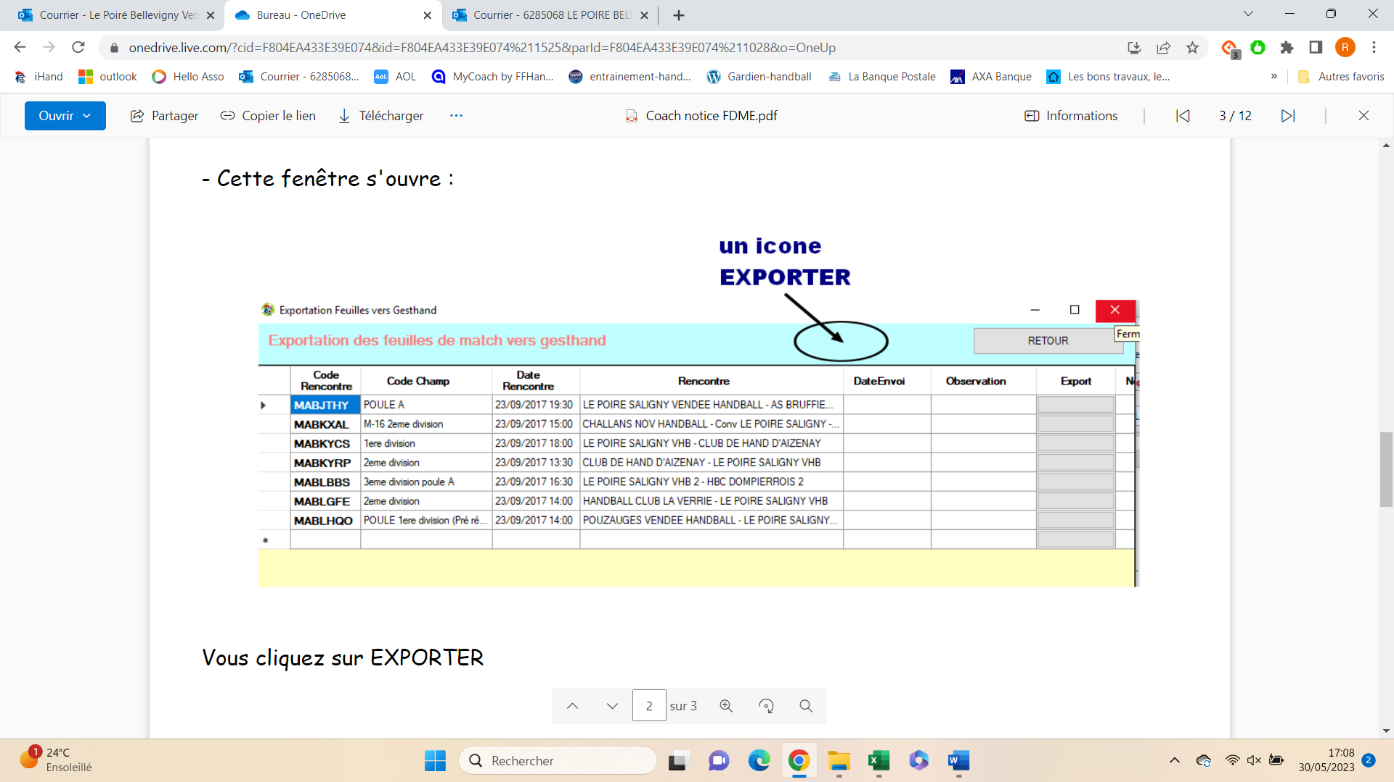 Courrier - Le Poiré Bellevigny Ven
Bureau - OneDrive
Courrier - 6285068 LE POIRE BEL
onedrive.live.com/?cid=F804EA433E39E074&id=F804EA433E39E074%211525&parId=F804EA433E39E074%211028&o=OneUp
3
R
iHand
outlook
Hello Asso
Courrier - 6285068...
AOL
MyCoach by FFHan...
entrainement-hand...
Gardien-handball
La Banque Postale
AXA Banque
Les bons travaux, le...
»
Autres favoris
Ouvrir
Partager
Copier le lien
Télécharger
...
Coach notice FDME.pdf
Informations
3 / 12
- Cette fenêtre s'ouvre :
un icone
EXPORTER
Exportation Feuilles vers Gesthand
Exportation des feuilles de match vers gesthand
RETOUR
Ferm
Code Rencontre Code Champ Date Rencontre Rencontre DateEnvoi Observation Export
MABJTHY POULE A 23/09/2017 19:30 LE POIRE SALIGNY VENDEE HANDBALL - AS BRUFFIE...
MABKXAL M-16 2eme division 23/09/2017 15:00 CHALLANS NOV HANDBALL - Conv LE POIRE SALIGNY -...
MABKYCS 1ere division 23/09/2017 18:00 LE POIRE SALIGNY VHB - CLUB DE HAND D'AIZENAY
MABKYRP 2eme division 23/09/2017 13:30 CLUB DE HAND D'AIZENAY - LE POIRE SALIGNY VHB
MABLBBS 3eme division poule A 23/09/2017 16:30 LE POIRE SALIGNY VHB 2 - HBC DOMPIERROIS 2
MABLGFE 2eme division 23/09/2017 14:00 HANDBALL CLUB LA VERRIE - LE POIRE SALIGNY VHB
MABLHQO POULE 1ere division (Pré ré... 23/09/2017 14:00 POUZAUGES VENDEE HANDBALL - LE POIRE SALIGNY...
Vous cliquez sur EXPORTER
2 sur 3
1
24°C
Ensoleillé
Rechercher
17:08
30/05/2023
2